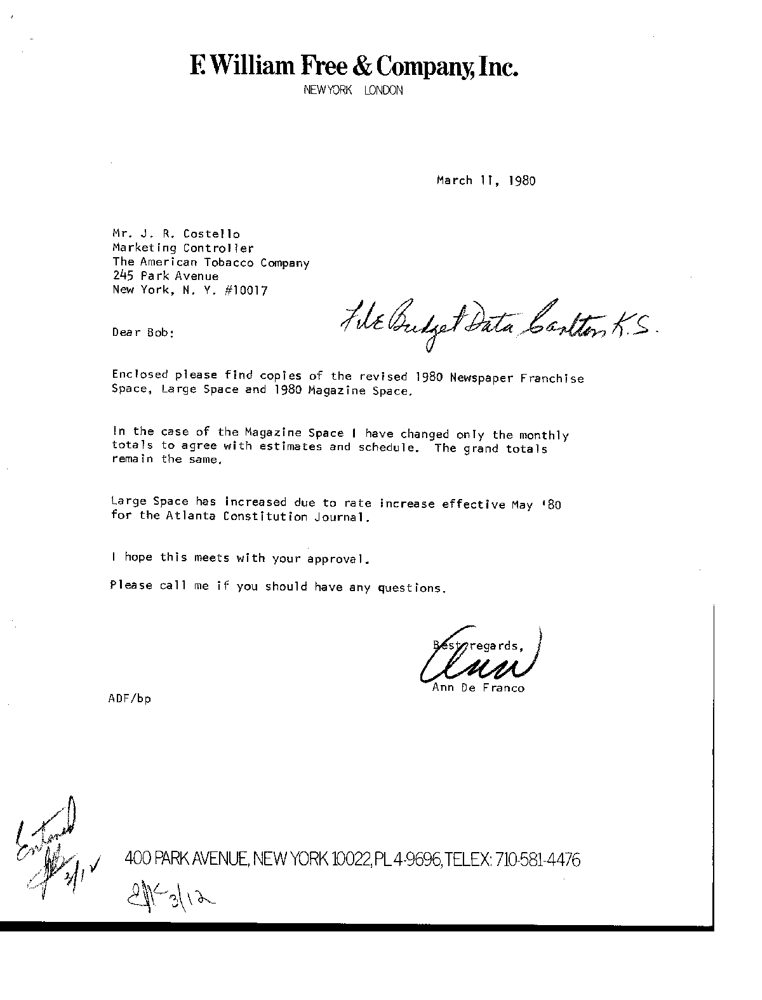 F. William Free & Company, Inc.
NEW YORK LONDON
March 11, 1980
Mr. J. R. Costello
Marketing Controller
The American Tobacco Company
245 Park Avenue
New York, N. Y. #10017
File Budget Data Carlton K.S.
Dear Bob:
Enclosed please find copies of the revised 1980 Newspaper Franchise
Space, Large Space and 1980 Magazine Space.
In the case of the Magazine Space I have changed only the monthly
totals to agree with estimates and schedule. The grand totals
remain the same.
Large Space has increased due to rate increase effective May '80
for the Atlanta Constitution Journal.
I hope this meets with your approval.
Please call me if you should have any questions.
Best regards,
Ann
Ann De Franco
ADF/bp
Entered
400 PARK AVENUE, NEW YORK 10022, PL 4-9696, TELEX: 710-581-4476
3/12